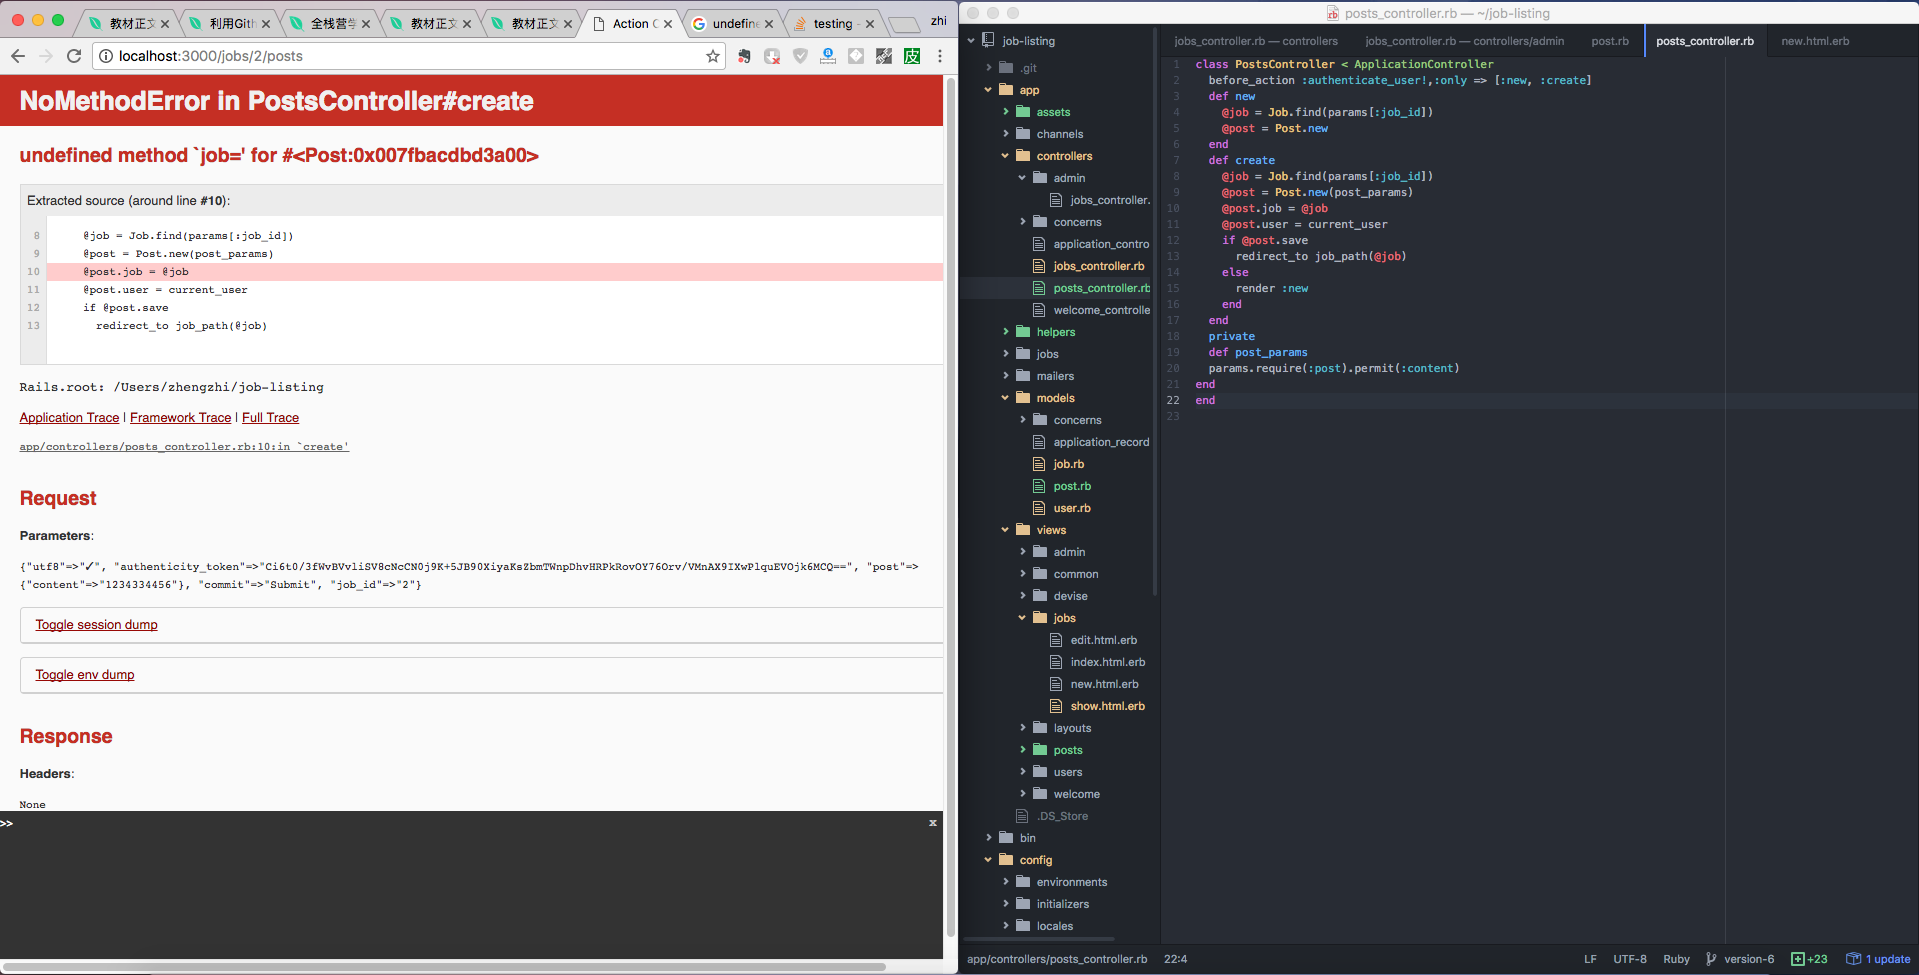 教材正文
利用Gith
全栈营学
教材正文
教材正文
Action C
undefine
testing -
zhi
localhost:3000/jobs/2/posts
皮
NoMethodError in PostsController#create
undefined method `job=' for #<Post:0x007fbacdbd3a00>
Extracted source (around line #10):
8 @job = Job.find(params[:job_id])
9 @post = Post.new(post_params)
10 @post.job = @job
11 @post.user = current_user
12 if @post.save
13 redirect_to job_path(@job)
Rails.root: /Users/zhengzhi/job-listing
Application Trace | Framework Trace | Full Trace
app/controllers/posts_controller.rb:10:in `create'
Request
Parameters:
{"utf8"=>"✓", "authenticity_token"=>"Ci6t0/3fWvBVvliSV8cNcCN0j9K+5JB90XiyaKsZbmTWnpDhvHRPkRovOY76Orv/VMnAX9IXwPlquEVOjk6MCQ==", "post"=>
{"content"=>"1234334456"}, "commit"=>"Submit", "job_id"=>"2"}
Toggle session dump
Toggle env dump
Response
Headers:
None
>>
x
posts_controller.rb — ~/job-listing
job-listing
.git
app
assets
channels
controllers
admin
jobs_controller.
concerns
application_contro
jobs_controller.rb
posts_controller.rb
welcome_controlle
helpers
jobs
mailers
models
concerns
application_record
job.rb
post.rb
user.rb
views
admin
common
devise
jobs
edit.html.erb
index.html.erb
new.html.erb
show.html.erb
layouts
posts
users
welcome
.DS_Store
bin
config
environments
initializers
locales
jobs_controller.rb — controllers
jobs_controller.rb — controllers/admin
post.rb
posts_controller.rb
new.html.erb
1 class PostsController < ApplicationController
2 before_action :authenticate_user!,:only => [:new, :create]
3 def new
4 @job = Job.find(params[:job_id])
5 @post = Post.new
6 end
7 def create
8 @job = Job.find(params[:job_id])
9 @post = Post.new(post_params)
10 @post.job = @job
11 @post.user = current_user
12 if @post.save
13 redirect_to job_path(@job)
14 else
15 render :new
16 end
17 end
18 private
19 def post_params
20 params.require(:post).permit(:content)
21 end
22 end
23
app/controllers/posts_controller.rb 22:4
LF UTF-8 Ruby version-6 +23 1 update